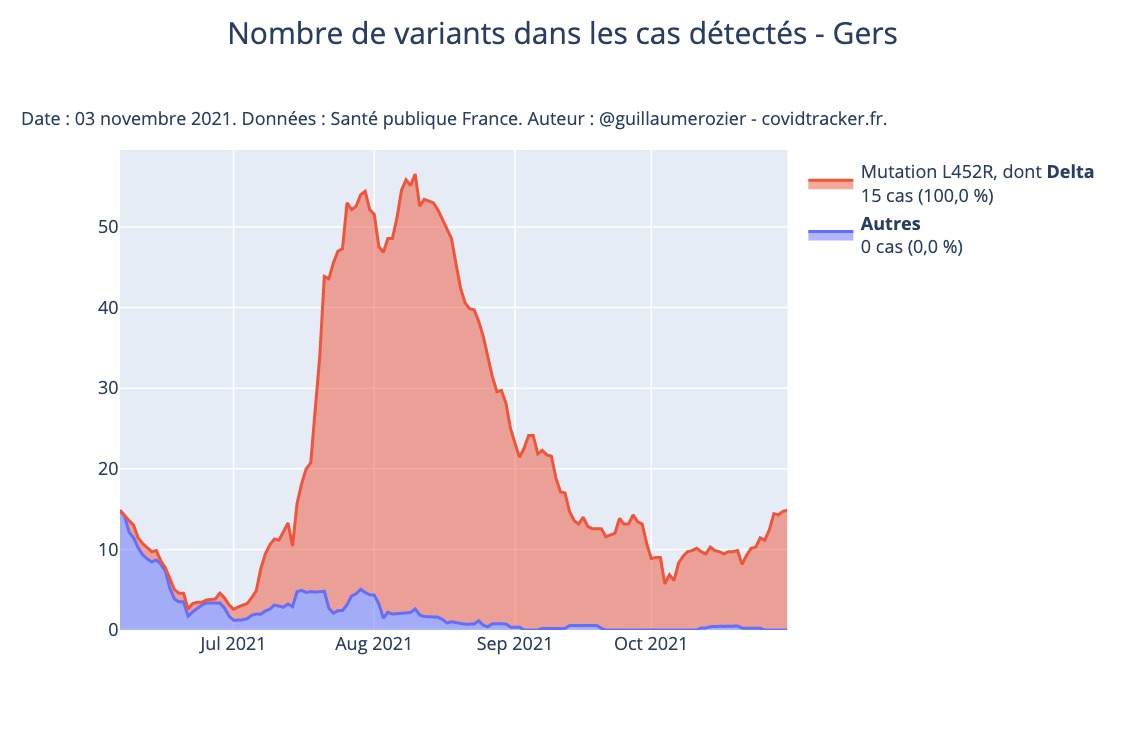 Nombre de variants dans les cas détectés - Gers
Date : 03 novembre 2021. Données : Santé publique France. Auteur : @guillaumerozier - covidtracker.fr.
Mutation L452R, dont Delta
15 cas (100,0 %)
Autres
0 cas (0,0 %)
50
40
30
20
10
0
Jul 2021 Aug 2021 Sep 2021 Oct 2021